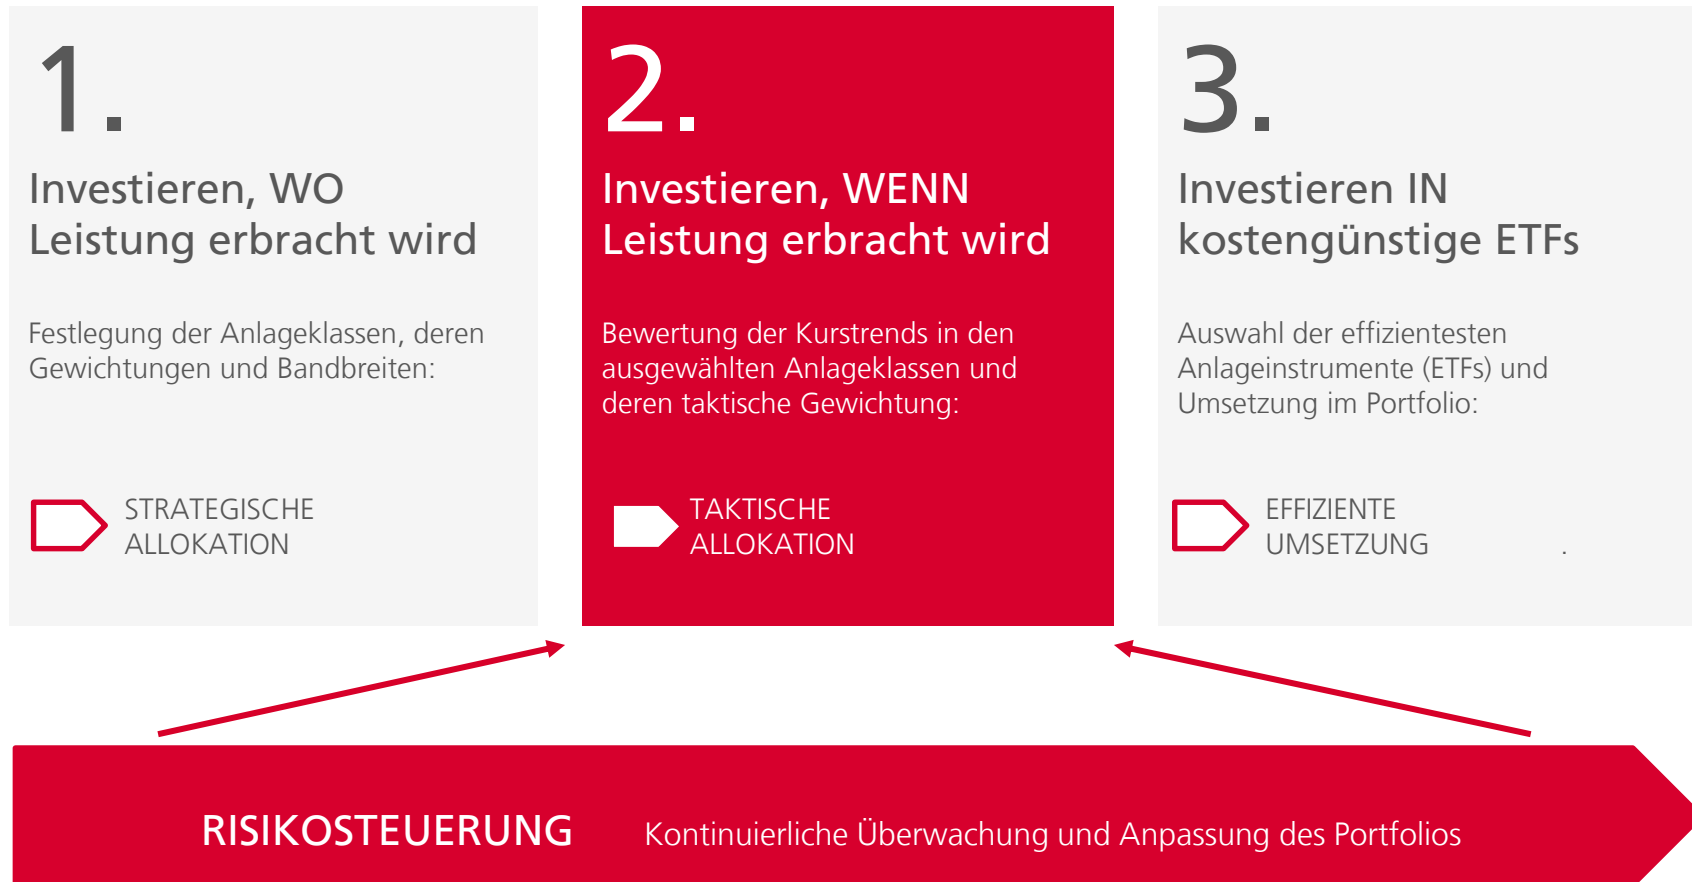 1.
Investieren, WO
Leistung erbracht wird
Festlegung der Anlageklassen, deren
Gewichtungen und Bandbreiten:
STRATEGISCHE
ALLOKATION
2.
Investieren, WENN
Leistung erbracht wird
Bewertung der Kurstrends in den
ausgewählten Anlageklassen und
deren taktische Gewichtung:
TAKTISCHE
ALLOKATION
3.
Investieren IN
kostengünstige ETFs
Auswahl der effizientesten
Anlageinstrumente (ETFs) und
Umsetzung im Portfolio:
EFFIZIENTE
UMSETZUNG .
RISIKOSTEUERUNG Kontinuierliche Überwachung und Anpassung des Portfolios